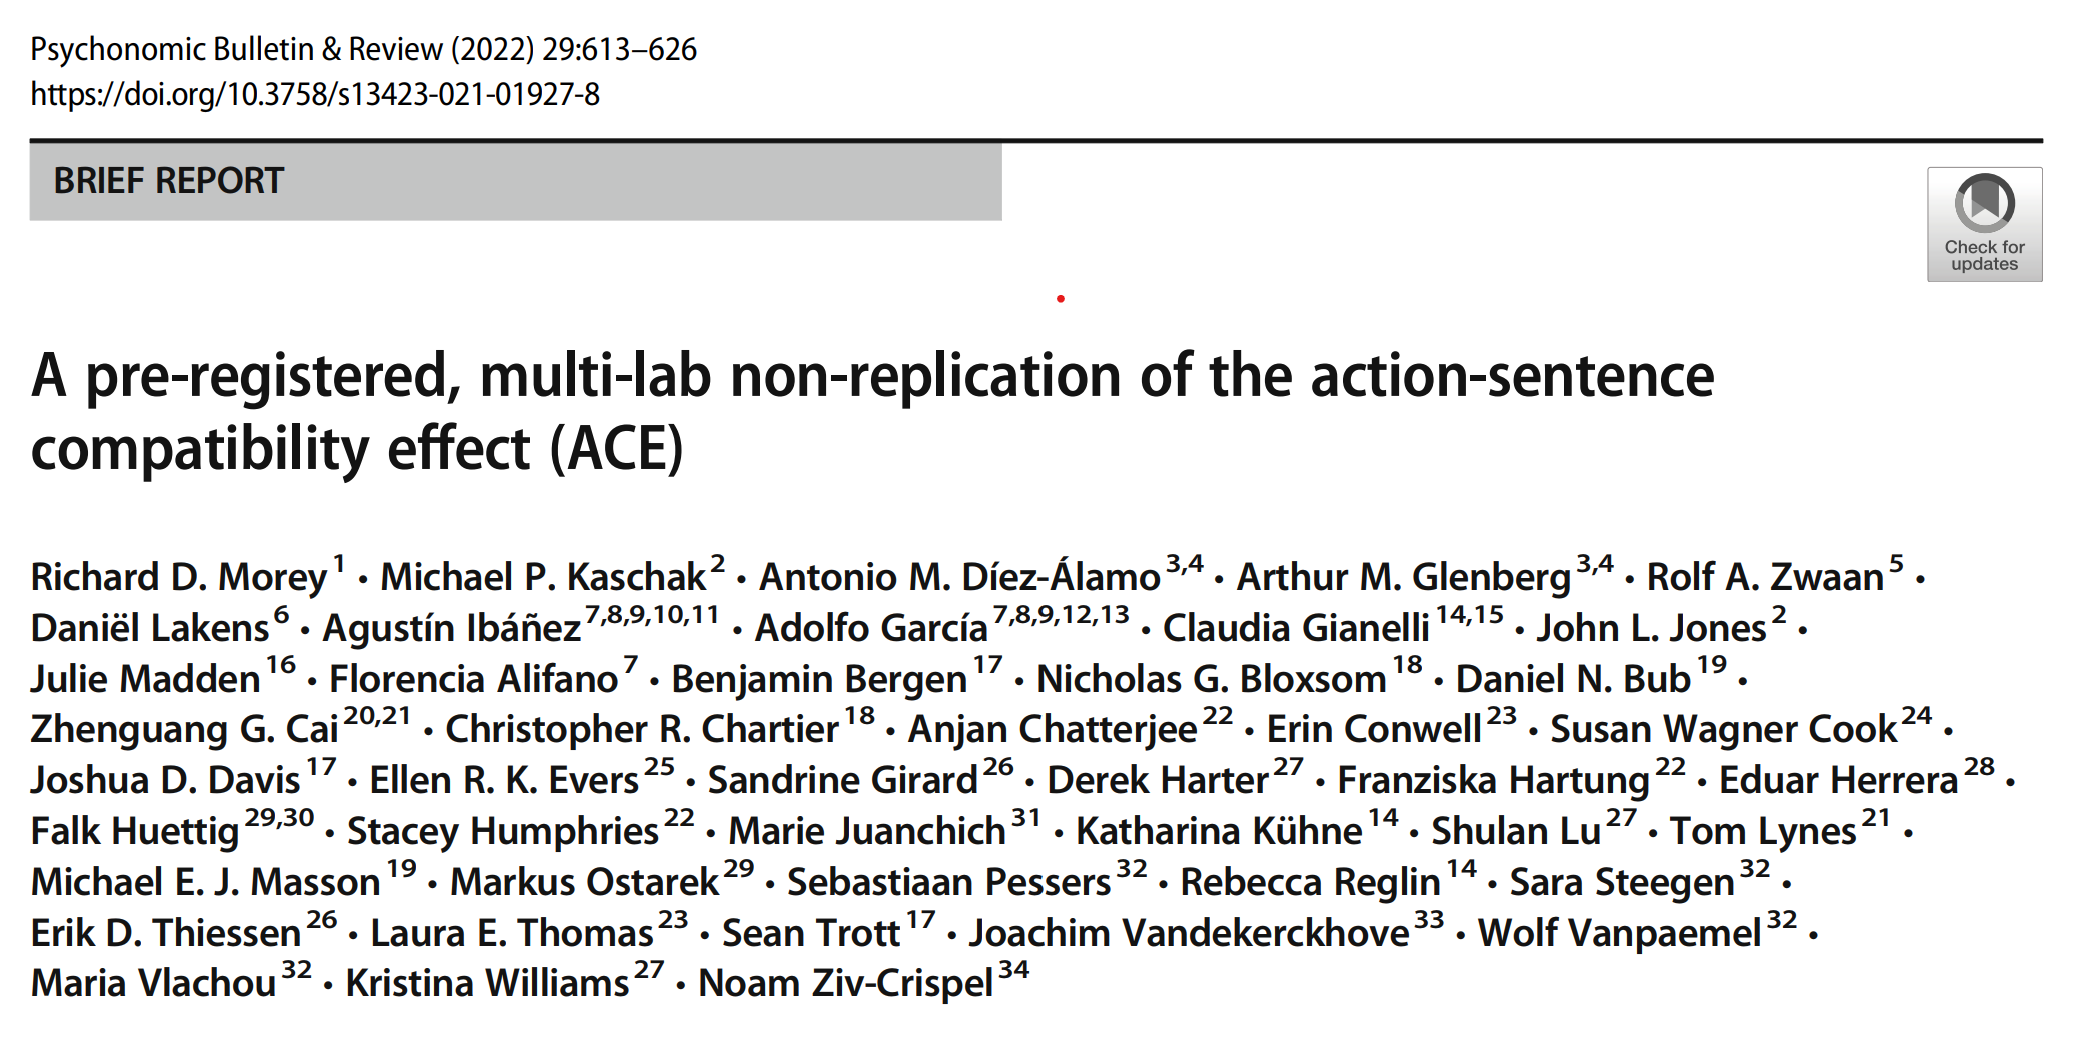 Psychonomic Bulletin & Review (2022) 29:613–626
https://doi.org/10.3758/s13423-021-01927-8
BRIEF REPORT
Check for
updates
A pre-registered, multi-lab non-replication of the action-sentence
compatibility effect (ACE)
Richard D. Morey 1 · Michael P. Kaschak 2 · Antonio M. Díez-Álamo 3,4 · Arthur M. Glenberg 3,4 · Rolf A. Zwaan 5 ·
Daniël Lakens 6 · Agustín Ibáñez 7,8,9,10,11 · Adolfo García 7,8,9,12,13 · Claudia Gianelli 14,15 · John L. Jones 2 ·
Julie Madden 16 · Florencia Alifano 7 · Benjamin Bergen 17 · Nicholas G. Bloxsom 18 · Daniel N. Bub 19 ·
Zhenguang G. Cai 20,21 · Christopher R. Chartier 18 · Anjan Chatterjee 22 · Erin Conwell 23 · Susan Wagner Cook 24 ·
Joshua D. Davis 17 · Ellen R. K. Evers 25 · Sandrine Girard 26 · Derek Harter 27 · Franziska Hartung 22 · Eduar Herrera 28 ·
Falk Huettig 29,30 · Stacey Humphries 22 · Marie Juanchich 31 · Katharina Kühne 14 · Shulan Lu 27 · Tom Lynes 21 ·
Michael E. J. Masson 19 · Markus Ostarek 29 · Sebastiaan Pessers 32 · Rebecca Reglin 14 · Sara Steegen 32 ·
Erik D. Thiessen 26 · Laura E. Thomas 23 · Sean Trott 17 · Joachim Vandekerckhove 33 · Wolf Vanpaemel 32 ·
Maria Vlachou 32 · Kristina Williams 27 · Noam Ziv-Crispel 34